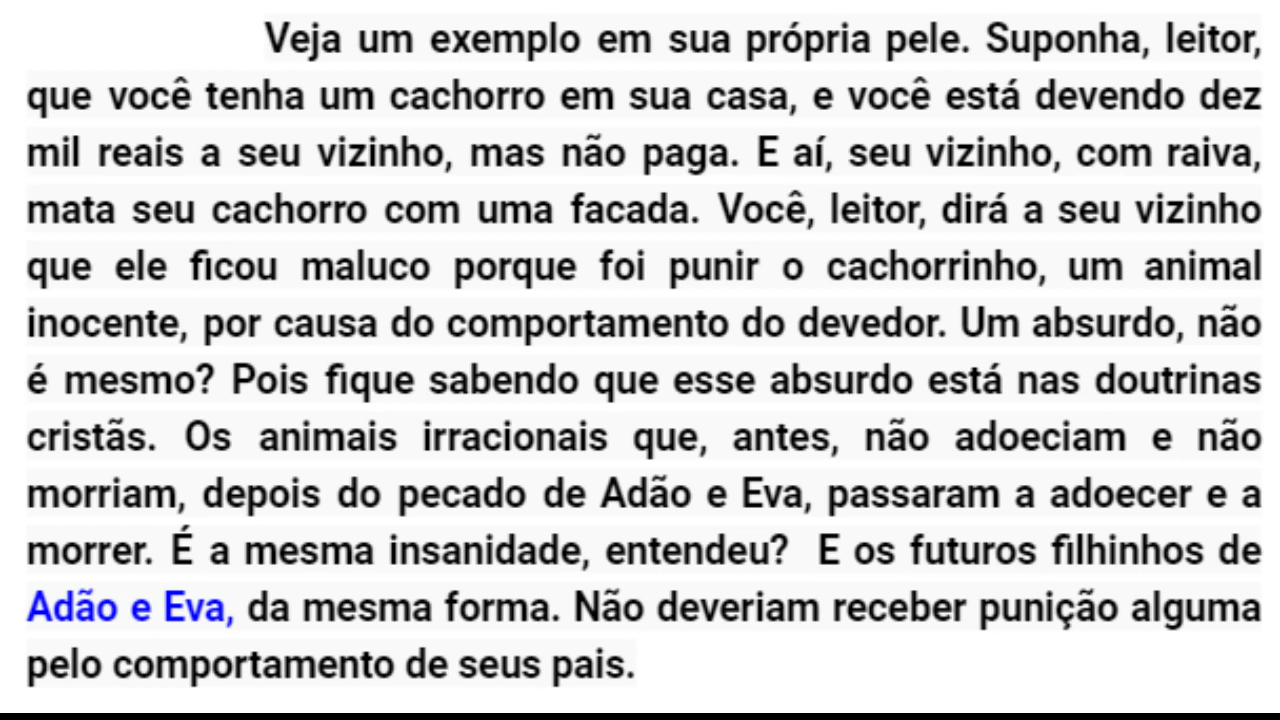 Veja um exemplo em sua própria pele. Suponha, leitor,
que você tenha um cachorro em sua casa, e você está devendo dez
mil reais a seu vizinho, mas não paga. E aí, seu vizinho, com raiva,
mata seu cachorro com uma facada. Você, leitor, dirá a seu vizinho
que ele ficou maluco porque foi punir o cachorrinho, um animal
inocente, por causa do comportamento do devedor. Um absurdo, não
é mesmo? Pois fique sabendo que esse absurdo está nas doutrinas
cristãs. Os animais irracionais que, antes, não adoeciam e não
morriam, depois do pecado de Adão e Eva, passaram a adoecer e a
morrer. É a mesma insanidade, entendeu? E os futuros filhinhos de
Adão e Eva, da mesma forma. Não deveriam receber punição alguma
pelo comportamento de seus pais.